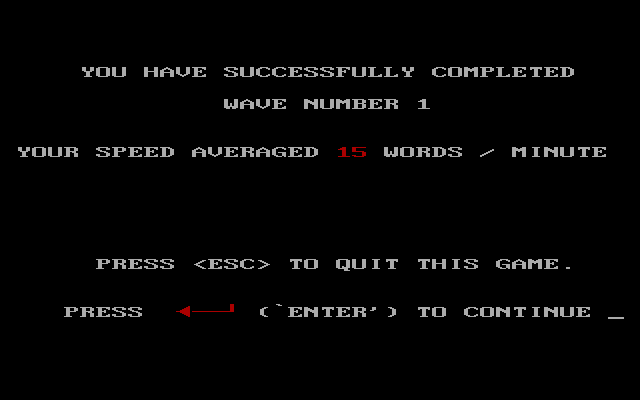 YOU HAVE SUCCESSFULLY COMPLETED
WAVE NUMBER 1
YOUR SPEED AVERAGED 15 WORDS / MINUTE
PRESS <ESC> TO QUIT THIS GAME.
PRESS (`ENTER') TO CONTINUE _